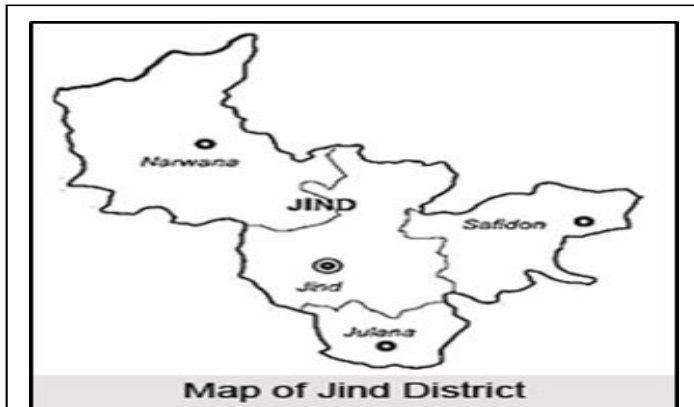 Narwana
JIND
Safidon
Jind
Julana
Map of Jind District